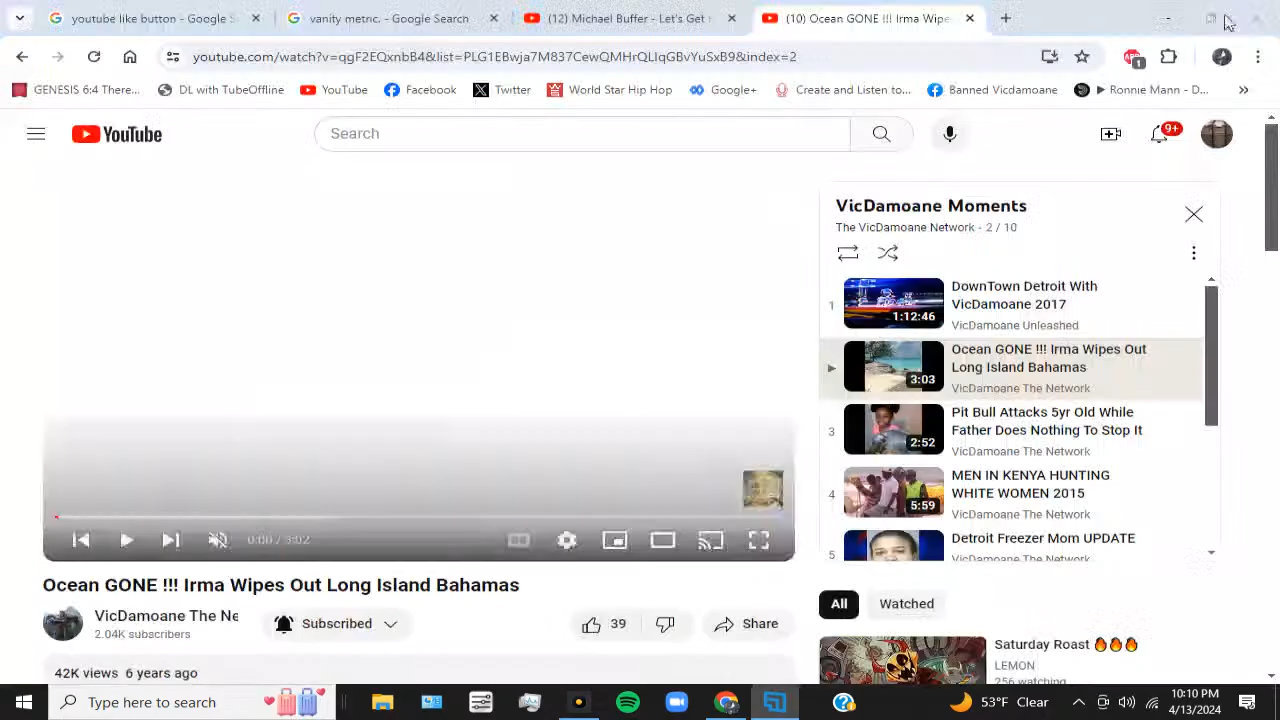 youtube like button - Google S
vanity metric. - Google Search
(12) Michael Buffer - Let's Get
(10) Ocean GONE !!! Irma Wipe
youtube.com/watch?v=qgF2EQxnbB4&list=PLG1EBwja7M837CewQMHrQLlqGBvYuSxB9&index=2
1
GENESIS 6:4 There...
DL with TubeOffline
YouTube
Facebook
Twitter
World Star Hip Hop
Google+
Create and Listen to...
Banned Vicdamoane
► Ronnie Mann - D...
YouTube
Search
9+
VicDamoane Moments
The VicDamoane Network - 2 / 10
1
1:12:46
DownTown Detroit With
VicDamoane 2017
VicDamoane Unleashed
3:03
Ocean GONE !!! Irma Wipes Out
Long Island Bahamas
VicDamoane The Network
3
2:52
Pit Bull Attacks 5yr Old While
Father Does Nothing To Stop It
VicDamoane The Network
4
5:59
MEN IN KENYA HUNTING
WHITE WOMEN 2015
VicDamoane The Network
5
Detroit Freezer Mom UPDATE
VicDamoane The Network
0:00 / 3:02
Ocean GONE !!! Irma Wipes Out Long Island Bahamas
VicDamoane The Ne
2.04K subscribers
Subscribed
39
Share
42K views 6 years ago
All
Watched
Saturday Roast 🔥🔥🔥
LEMON
256 watching
Type here to search
53°F Clear
10:10 PM
4/13/2024